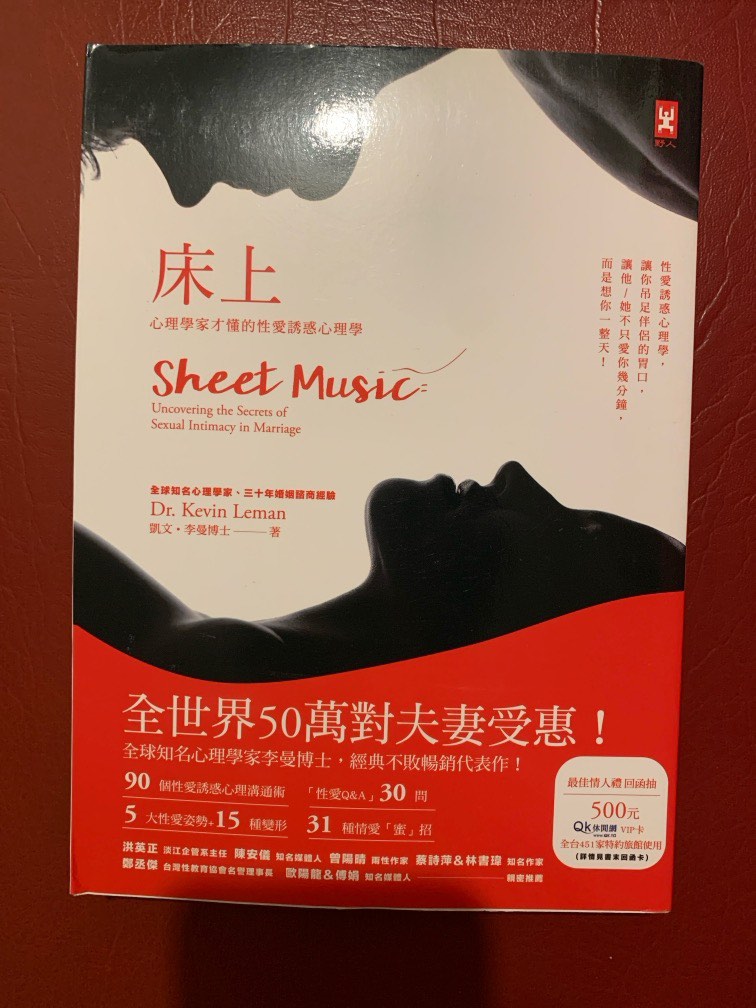 野人
床上
心理學家才懂的性愛誘惑心理學
性愛誘惑心理學，
讓你吊足伴侶的胃口，
讓他/她不只愛你幾分鐘，
而是想你一整天！
Sheet Music
Uncovering the Secrets of
Sexual Intimacy in Marriage
全球知名心理學家、三十年婚姻諮商經驗
Dr. Kevin Leman
凱文・李曼博士——著
全世界50萬對夫妻受惠！
全球知名心理學家李曼博士，經典不敗暢銷代表作！
90 個性愛誘惑心理溝通術 「性愛Q&A」30 問
5 大性愛姿勢+15 種變形 31 種情愛「蜜」招
洪英正 淡江企管系主任 陳安儀 知名媒體人 曾陽晴 兩性作家 蔡詩萍&林書煒 知名作家
鄭丞傑 台灣性教育協會名譽理事長 歐陽龍&傅娟 知名媒體人——親密推薦
最佳情人禮 回函抽
500元
QK休閒網 VIP卡
全台451家特約旅館使用
(詳情見書末回函卡)